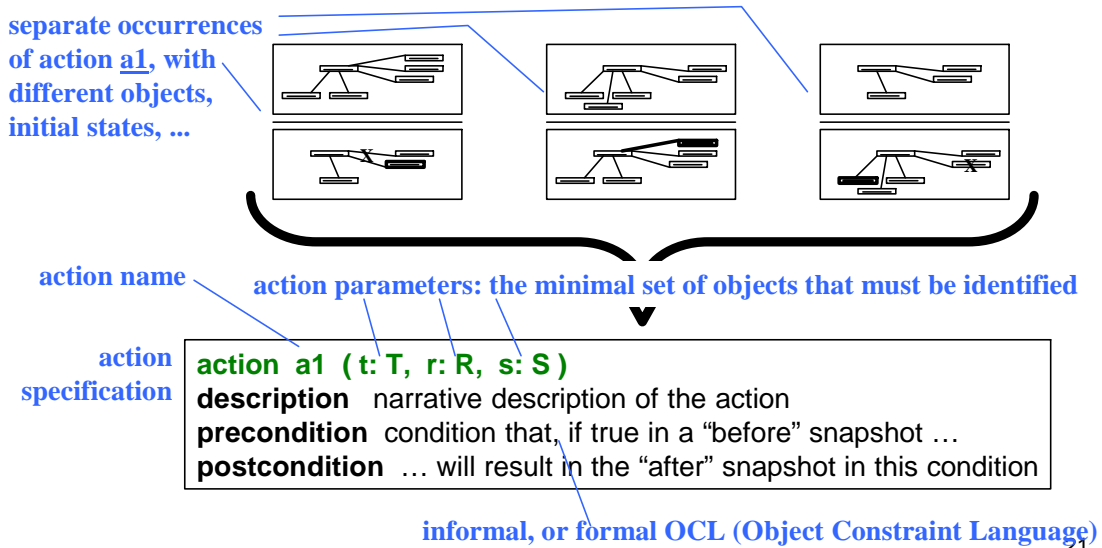 separate occurrences
of action a1, with
different objects,
initial states, ...
X
X
action name
action parameters: the minimal set of objects that must be identified
action
specification
action a1 ( t: T, r: R, s: S )
description narrative description of the action
precondition condition that, if true in a “before” snapshot …
postcondition … will result in the “after” snapshot in this condition
informal, or formal OCL (Object Constraint Language)
21